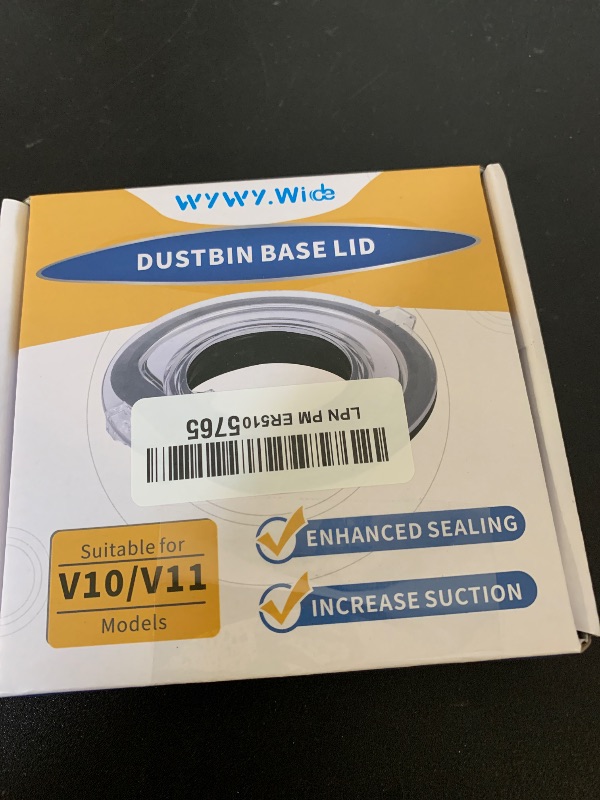 WYWY.Wide
DUSTBIN BASE LID
LPN PM ER5105765
Suitable for
V10/V11
Models
ENHANCED SEALING
INCREASE SUCTION